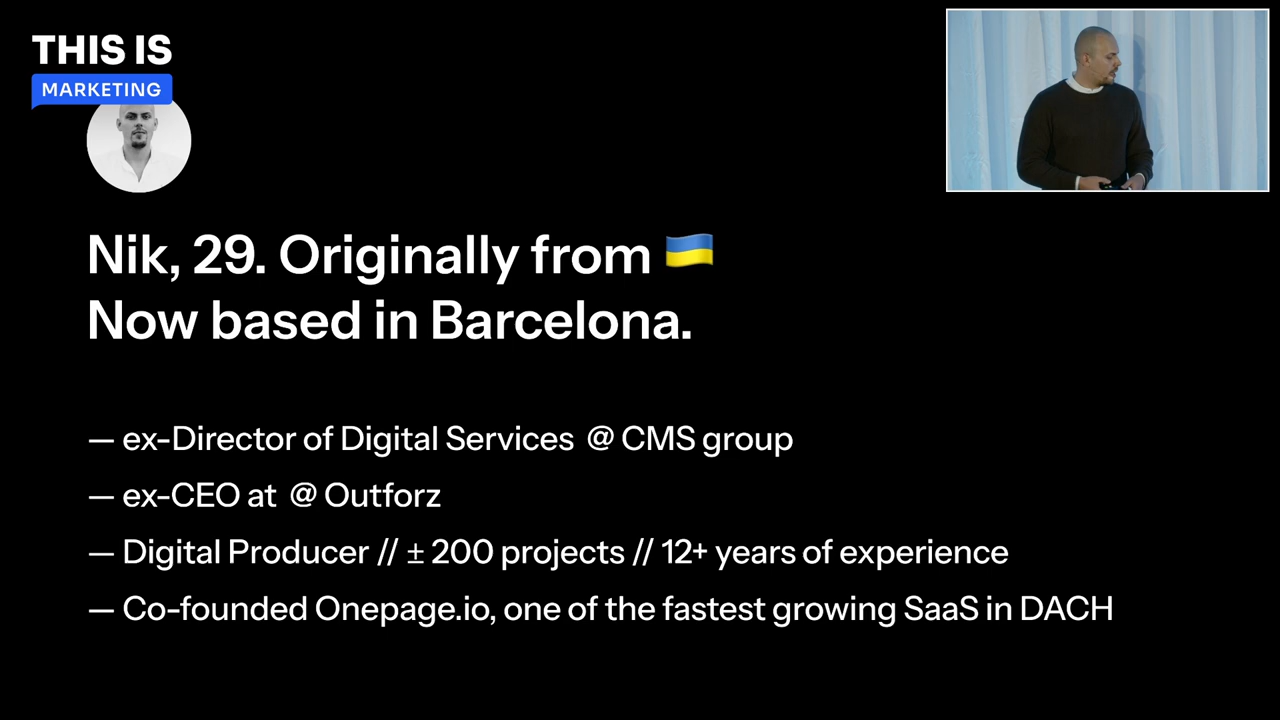 THIS IS
MARKETING
Nik, 29. Originally from 🇺🇦
Now based in Barcelona.
— ex-Director of Digital Services @ CMS group
— ex-CEO at @ Outforz
— Digital Producer // ± 200 projects // 12+ years of experience
— Co-founded Onepage.io, one of the fastest growing SaaS in DACH